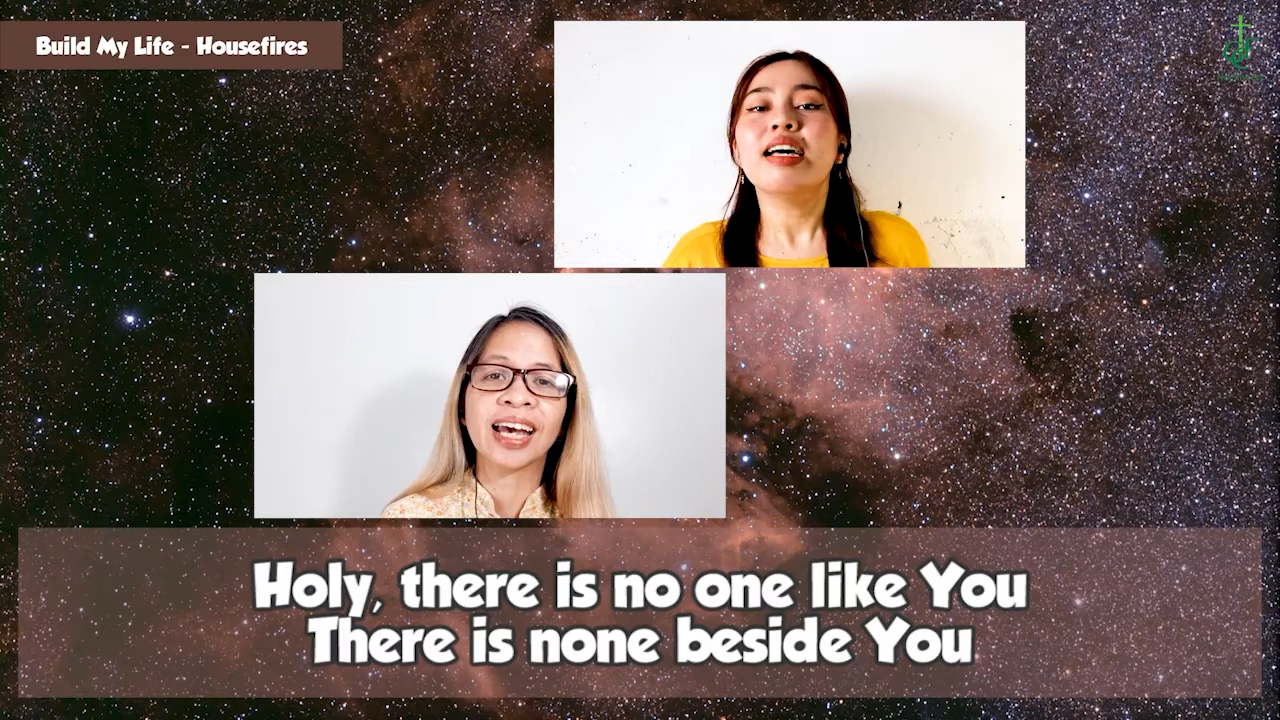 Build My Life - Housefires
Holy, there is no one like You
There is none beside You